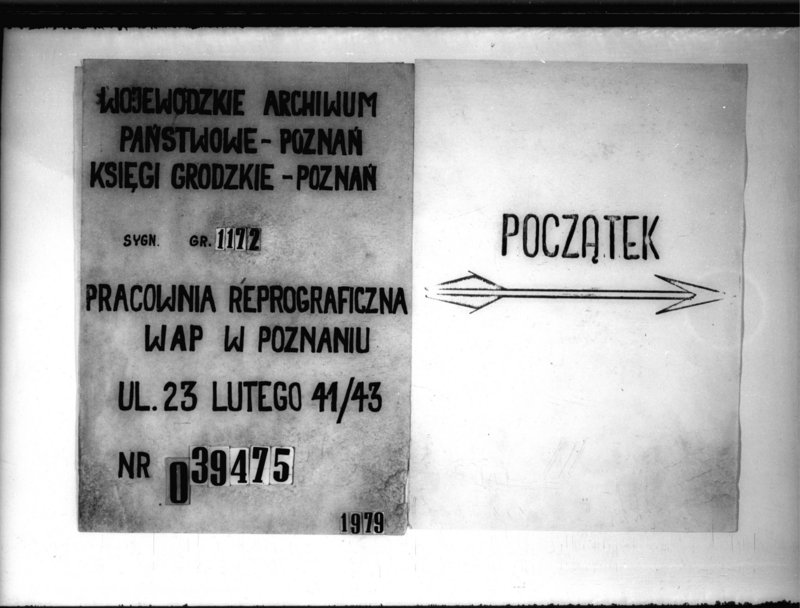 WOJEWÓDZKIE ARCHIWUM
PAŃSTWOWE - POZNAŃ
KSIĘGI GRODZKIE - POZNAŃ
SYGN. GR. 1172
PRACOWNIA REPROGRAFICZNA
WAP W POZNANIU
UL. 23 LUTEGO 41/43
NR 039475
1979
POCZĄTEK